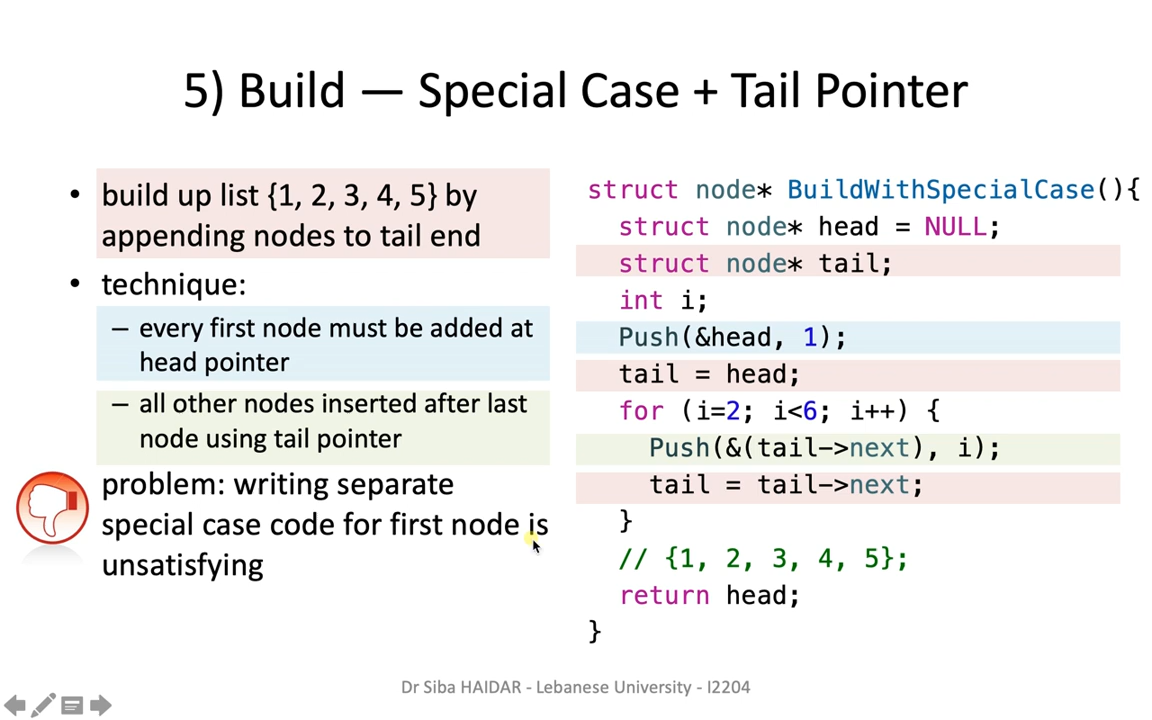 5) Build — Special Case + Tail Pointer
• build up list {1, 2, 3, 4, 5} by
appending nodes to tail end
• technique:
– every first node must be added at
head pointer
– all other nodes inserted after last
node using tail pointer
problem: writing separate
special case code for first node is
unsatisfying
struct node* BuildWithSpecialCase(){
struct node* head = NULL;
struct node* tail;
int i;
Push(&head, 1);
tail = head;
for (i=2; i<6; i++) {
Push(&(tail->next), i);
tail = tail->next;
}
// {1, 2, 3, 4, 5};
return head;
}
Dr Siba HAIDAR - Lebanese University - I2204